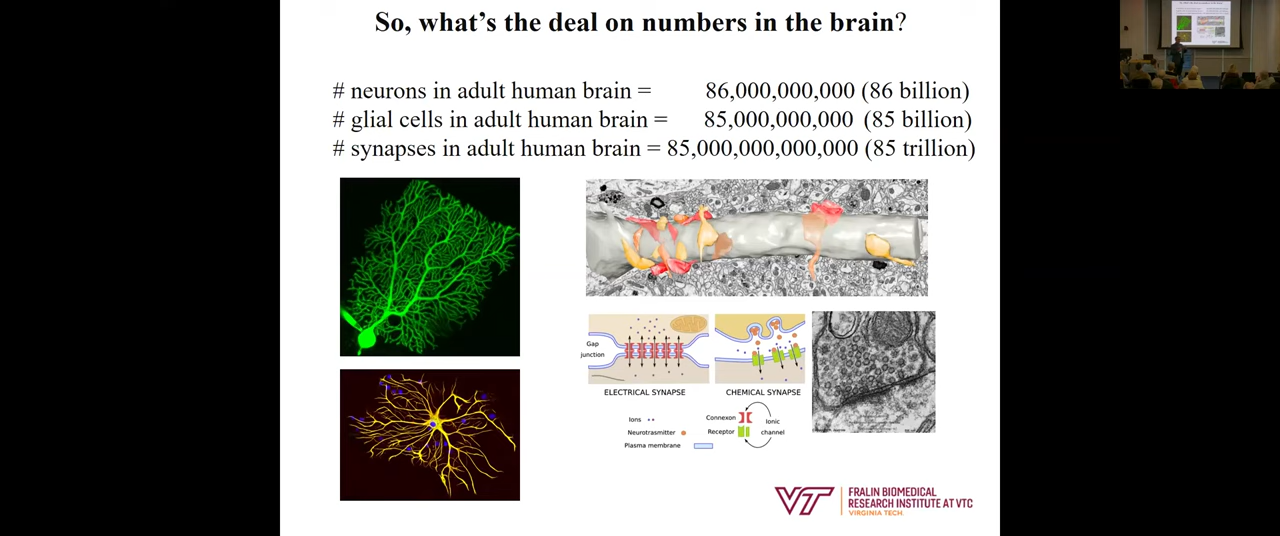 So, what's the deal on numbers in the brain?
# neurons in adult human brain = 86,000,000,000 (86 billion)
# glial cells in adult human brain = 85,000,000,000 (85 billion)
# synapses in adult human brain = 85,000,000,000,000 (85 trillion)
Gap
junction
ELECTRICAL SYNAPSE
CHEMICAL SYNAPSE
Ions
Neurotrasmitter
Plasma membrane
Connexon
Receptor
Ionic
channel
VT
FRALIN BIOMEDICAL
RESEARCH INSTITUTE AT VTC
VIRGINIA TECH.